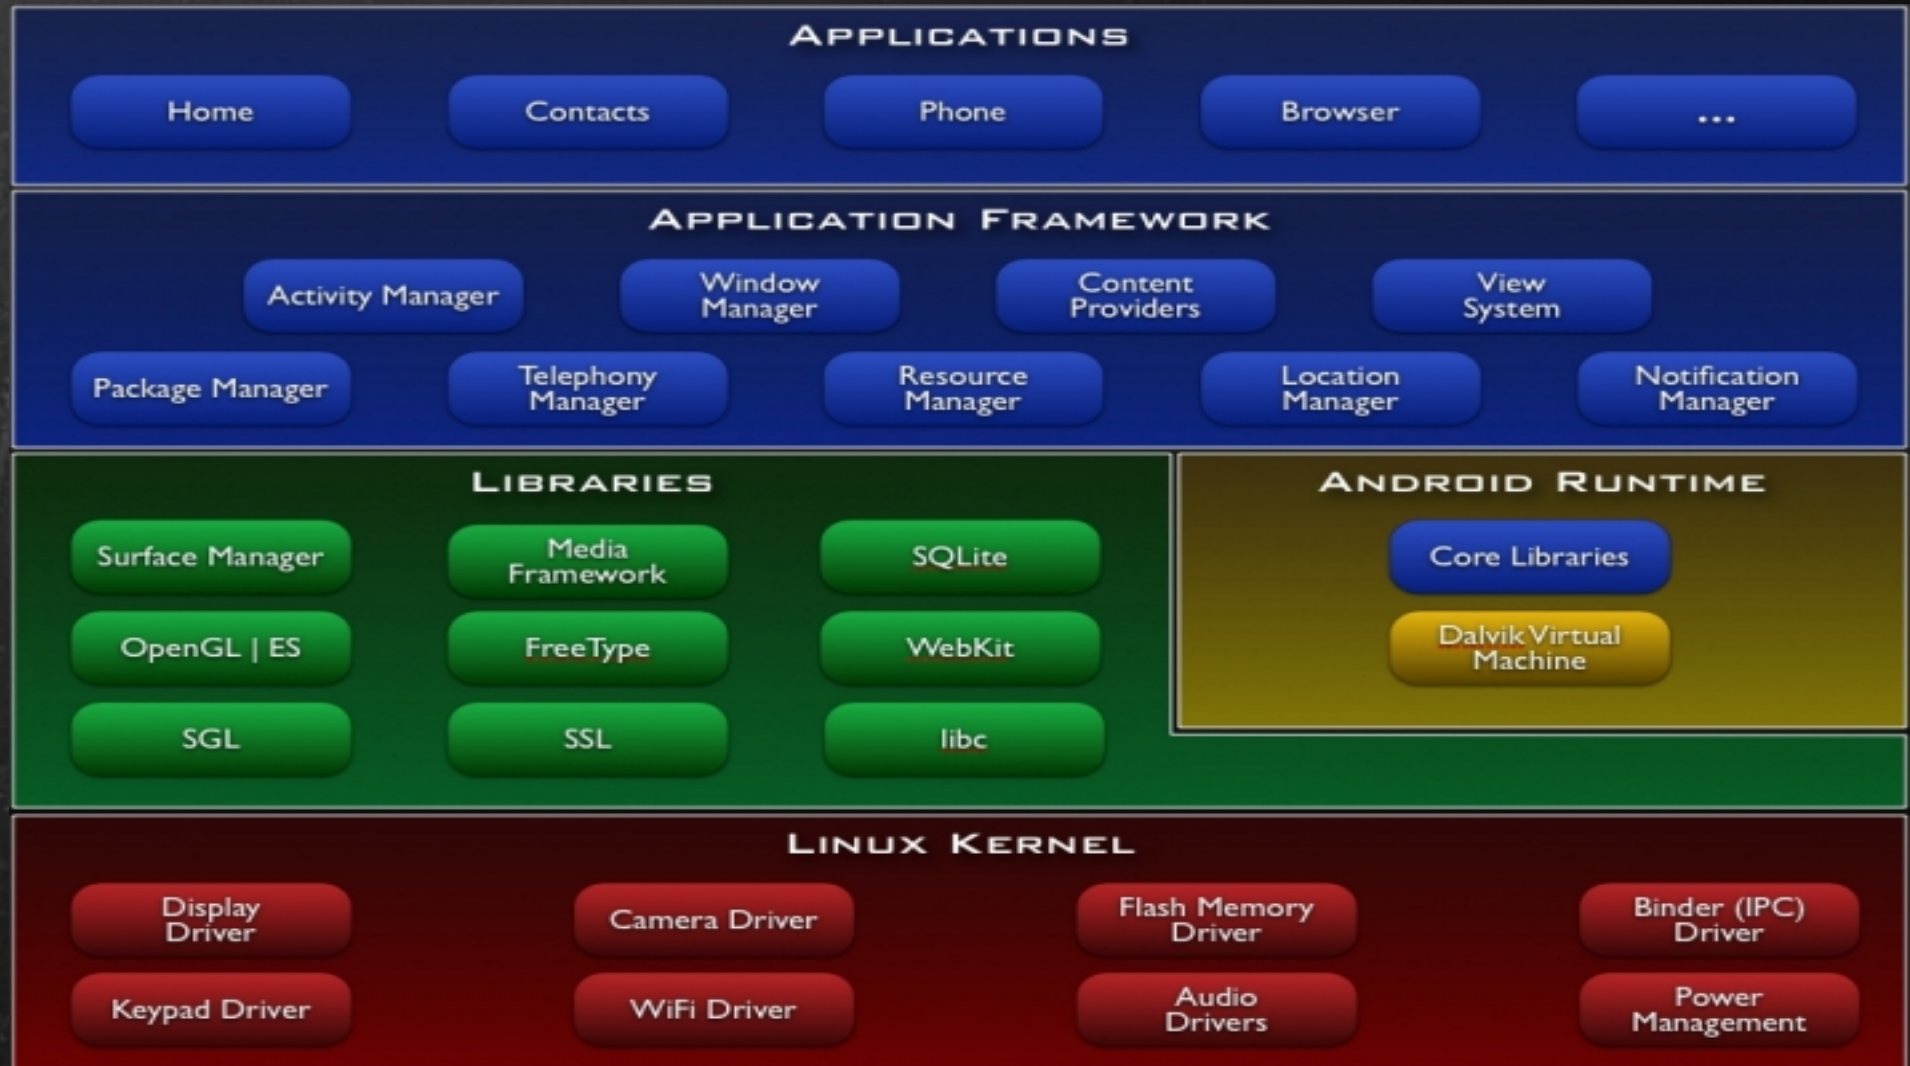 APPLICATIONS
Home
Contacts
Phone
Browser
...
APPLICATION FRAMEWORK
Activity Manager
Window
Manager
Content
Providers
View
System
Package Manager
Telephony
Manager
Resource
Manager
Location
Manager
Notification
Manager
LIBRARIES
Surface Manager
Media
Framework
SQLite
OpenGL | ES
FreeType
WebKit
SGL
SSL
libc
ANDROID RUNTIME
Core Libraries
Dalvik Virtual
Machine
LINUX KERNEL
Display
Driver
Camera Driver
Flash Memory
Driver
Binder (IPC)
Driver
Keypad Driver
WiFi Driver
Audio
Drivers
Power
Management